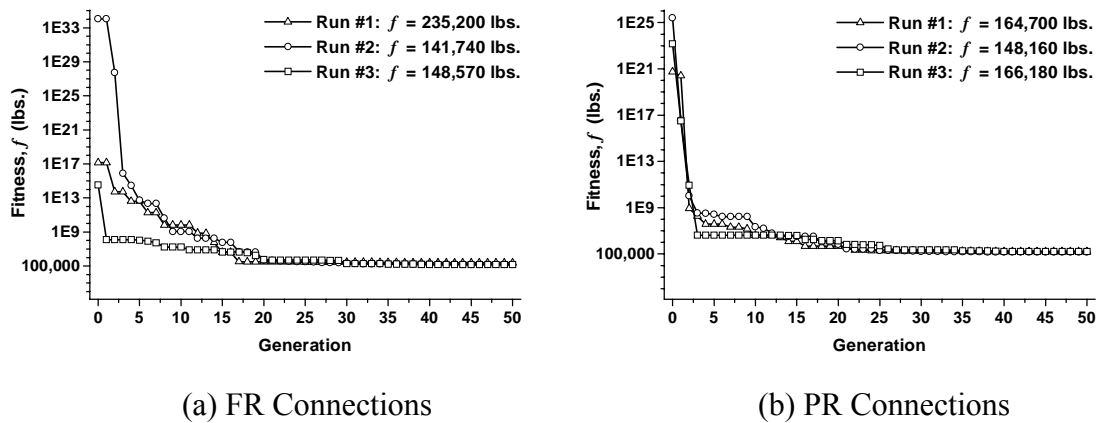 1E33
1E29
1E25
1E21
1E17
1E13
1E9
100,000
Fitness, f (lbs.)
Run #1: f = 235,200 lbs.
Run #2: f = 141,740 lbs.
Run #3: f = 148,570 lbs.
0 5 10 15 20 25 30 35 40 45 50
Generation
(a) FR Connections
1E25
1E21
1E17
1E13
1E9
100,000
Fitness, f (lbs.)
Run #1: f = 164,700 lbs.
Run #2: f = 148,160 lbs.
Run #3: f = 166,180 lbs.
0 5 10 15 20 25 30 35 40 45 50
Generation
(b) PR Connections